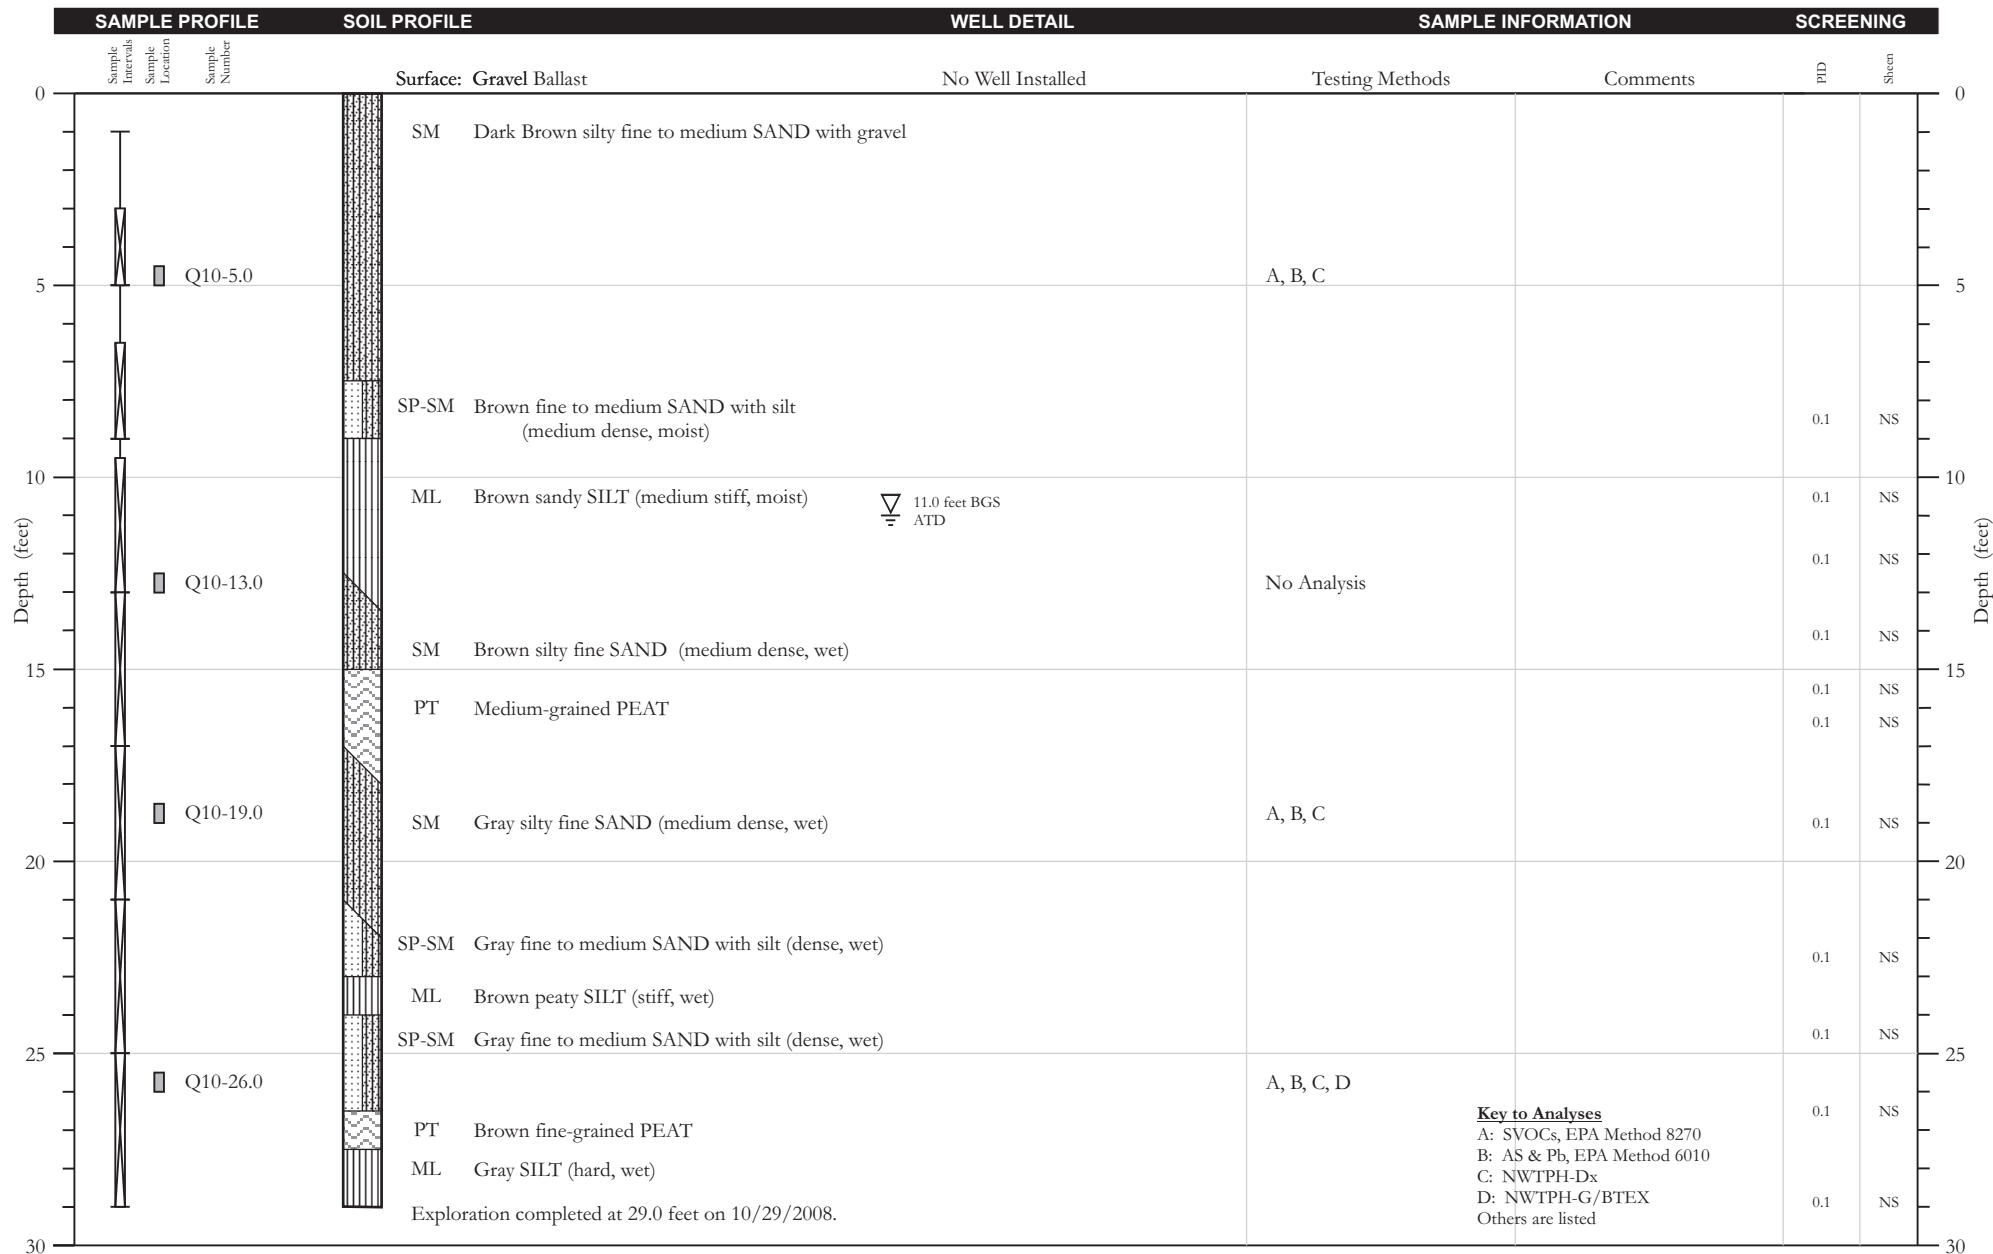 SAMPLE PROFILE SOIL PROFILE WELL DETAIL SAMPLE INFORMATION SCREENING
Sample Intervals Sample Location Sample Number
Surface: Gravel Ballast No Well Installed Testing Methods Comments PID Sheen
0 0
SM Dark Brown silty fine to medium SAND with gravel
Q10-5.0 A, B, C
5 5
SP-SM Brown fine to medium SAND with silt
(medium dense, moist) 0.1 NS
10 10
ML Brown sandy SILT (medium stiff, moist) 11.0 feet BGS 0.1 NS
ATD
Depth (feet) Depth (feet)
0.1 NS
Q10-13.0 No Analysis
0.1 NS
SM Brown silty fine SAND (medium dense, wet)
15 15
0.1 NS
PT Medium-grained PEAT
0.1 NS
Q10-19.0 A, B, C
SM Gray silty fine SAND (medium dense, wet) 0.1 NS
20 20
SP-SM Gray fine to medium SAND with silt (dense, wet)
0.1 NS
ML Brown peaty SILT (stiff, wet)
0.1 NS
SP-SM Gray fine to medium SAND with silt (dense, wet)
25 25
Q10-26.0 A, B, C, D
0.1 NS
Key to Analyses
PT Brown fine-grained PEAT
A: SVOCs, EPA Method 8270
B: AS & Pb, EPA Method 6010
ML Gray SILT (hard, wet)
C: NWTPH-Dx
D: NWTPH-G/BTEX
0.1 NS
Exploration completed at 29.0 feet on 10/29/2008.
Others are listed
30 30